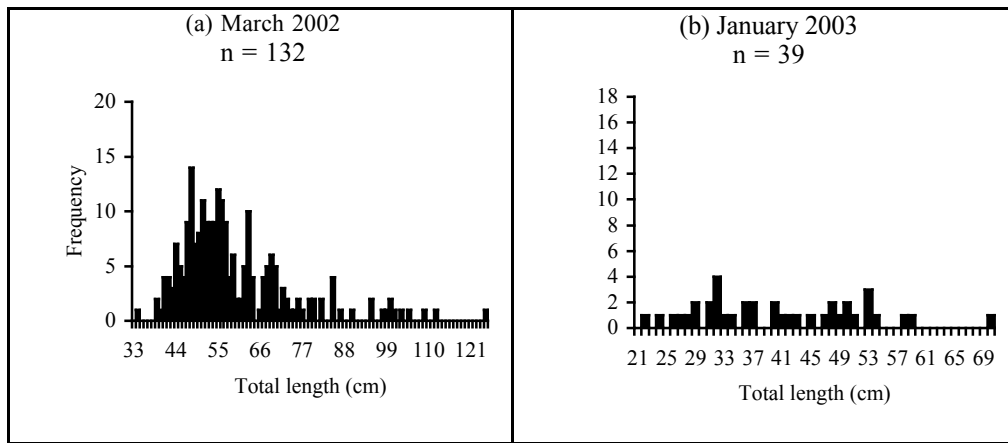 (a) March 2002
n = 132
20
15
10
5
0
Frequency
33 44 55 66 77 88 99 110 121
Total length (cm)
(b) January 2003
n = 39
18
16
14
12
10
8
6
4
2
0
21 25 29 33 37 41 45 49 53 57 61 65 69
Total length (cm)